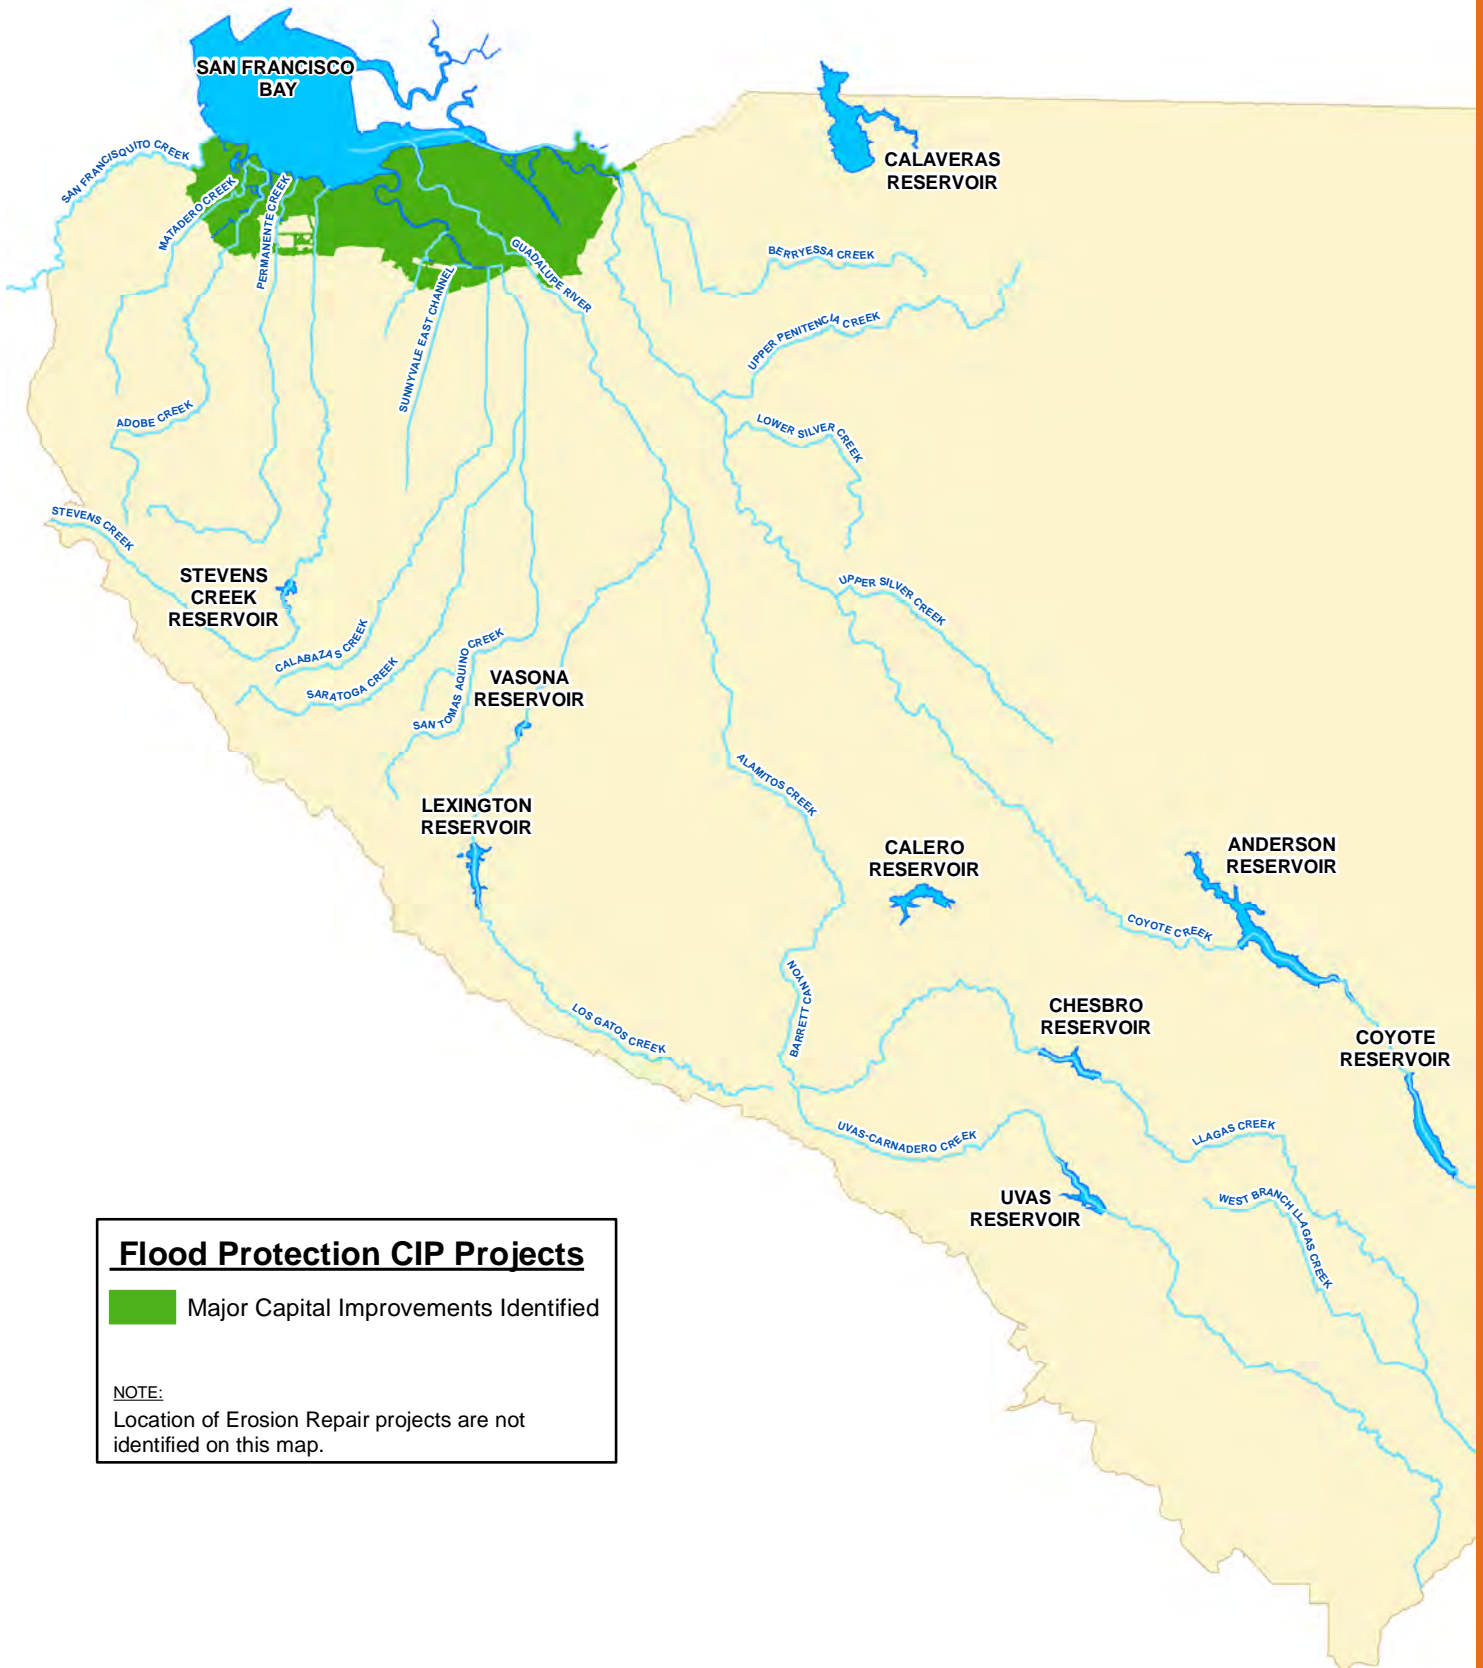 SAN FRANCISCO
BAY
CALAVERAS
RESERVOIR
SAN FRANCISQUITO CREEK
MATADERO CREEK
PERMANENTE CREEK
GUADALUPE RIVER
BERRYESSA CREEK
SUNNYVALE EAST CHANNEL
UPPER PENITENCIA CREEK
ADOBE CREEK
LOWER SILVER CREEK
STEVENS CREEK
STEVENS
CREEK
RESERVOIR
UPPER SILVER CREEK
CALABAZAS CREEK
SARATOGA CREEK
SAN TOMAS AQUINO CREEK
VASONA
RESERVOIR
ALAMITOS CREEK
LEXINGTON
RESERVOIR
CALERO
RESERVOIR
ANDERSON
RESERVOIR
COYOTE CREEK
BARRETT CANYON
LOS GATOS CREEK
CHESBRO
RESERVOIR
COYOTE
RESERVOIR
UVAS-CARNADERO CREEK
LLAGAS CREEK
UVAS
RESERVOIR
WEST BRANCH LLAGAS CREEK
Flood Protection CIP Projects
Major Capital Improvements Identified
NOTE:
Location of Erosion Repair projects are not
identified on this map.